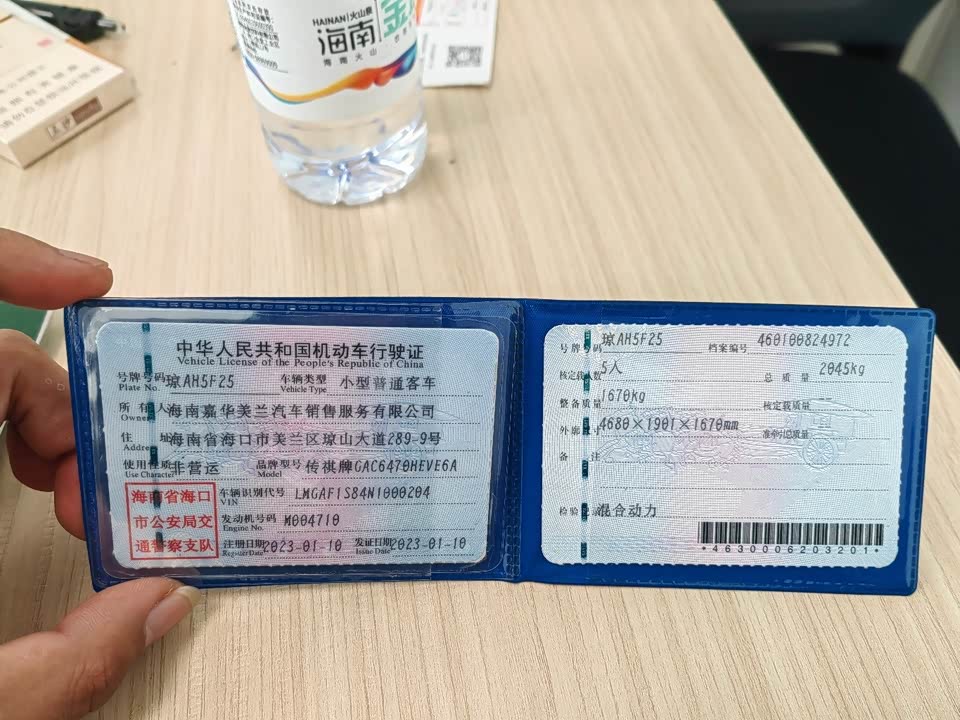 HAINAN 火山泉
海南
海南火山
中华人民共和国机动车行驶证
Vehicle License of the People's Republic of China
号牌号码 琼AH5F25 车辆类型 小型普通客车
Plate No. Vehicle Type
所有人 海南嘉华美兰汽车销售服务有限公司
Owner
住址 海南省海口市美兰区琼山大道289-9号
Address
使用性质 非营运 品牌型号 传祺牌GAC6470HEVE6A
Use Character Model
海南省海口
市公安局交
通警察支队
车辆识别代号 LMGAF1S84N1000204
VIN
发动机号码 M004710
Engine No.
注册日期 2023-01-10 发证日期 2023-01-10
Register Date Issue Date
号牌号码 琼AH5F25 档案编号 460100824972
核定载人数 5人 总质量 2045kg
整备质量 1670kg 核定载质量 --
外廓尺寸 4680×1901×1670mm 准牵引总质量
备注
检验记录 混合动力
*4630006203201*